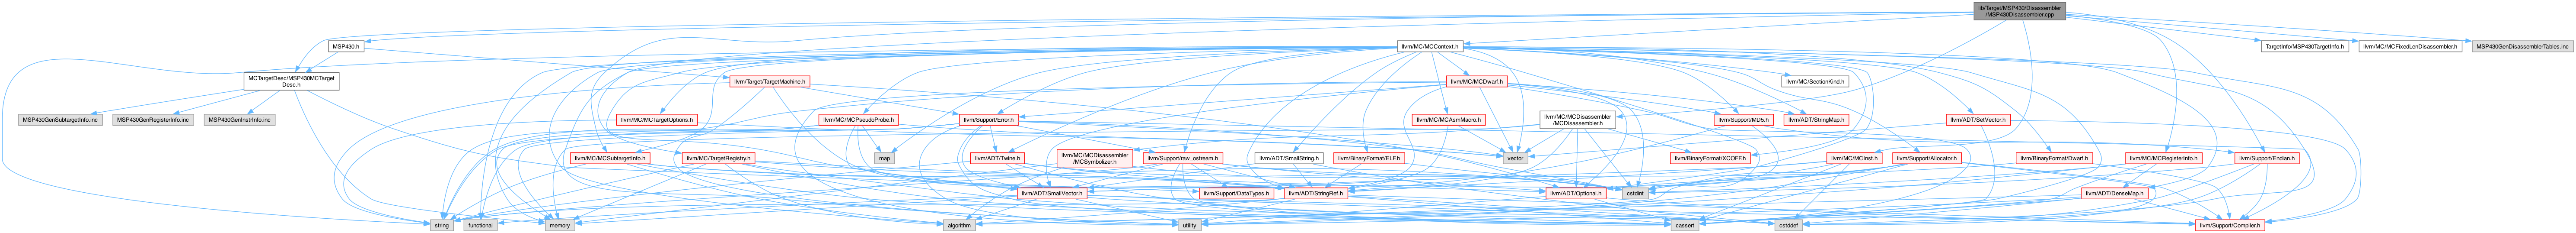 lib/Target/MSP430/Disassembler
/MSP430Disassembler.cpp
MSP430.h
llvm/MC/MCContext.h
TargetInfo/MSP430TargetInfo.h
llvm/MC/MCFixedLenDisassembler.h
MSP430GenDisassemblerTables.inc
MCTargetDesc/MSP430MCTarget
Desc.h
llvm/Target/TargetMachine.h
llvm/MC/MCDwarf.h
llvm/MC/SectionKind.h
MSP430GenSubtargetInfo.inc
MSP430GenRegisterInfo.inc
MSP430GenInstrInfo.inc
llvm/MC/MCTargetOptions.h
llvm/MC/MCPseudoProbe.h
llvm/Support/Error.h
llvm/MC/MCAsmMacro.h
llvm/MC/MCDisassembler
/MCDisassembler.h
llvm/Support/MD5.h
llvm/ADT/StringMap.h
llvm/ADT/SetVector.h
llvm/MC/MCSubtargetInfo.h
llvm/MC/TargetRegistry.h
map
llvm/ADT/Twine.h
llvm/Support/raw_ostream.h
llvm/ADT/SmallString.h
llvm/BinaryFormat/ELF.h
llvm/MC/MCDisassembler
/MCSymbolizer.h
vector
llvm/BinaryFormat/XCOFF.h
llvm/MC/MCInst.h
llvm/Support/Allocator.h
llvm/BinaryFormat/Dwarf.h
llvm/MC/MCRegisterInfo.h
llvm/Support/Endian.h
llvm/ADT/SmallVector.h
llvm/Support/DataTypes.h
llvm/ADT/StringRef.h
llvm/ADT/Optional.h
cstdint
llvm/ADT/DenseMap.h
string
functional
memory
algorithm
utility
cassert
cstddef
llvm/Support/Compiler.h